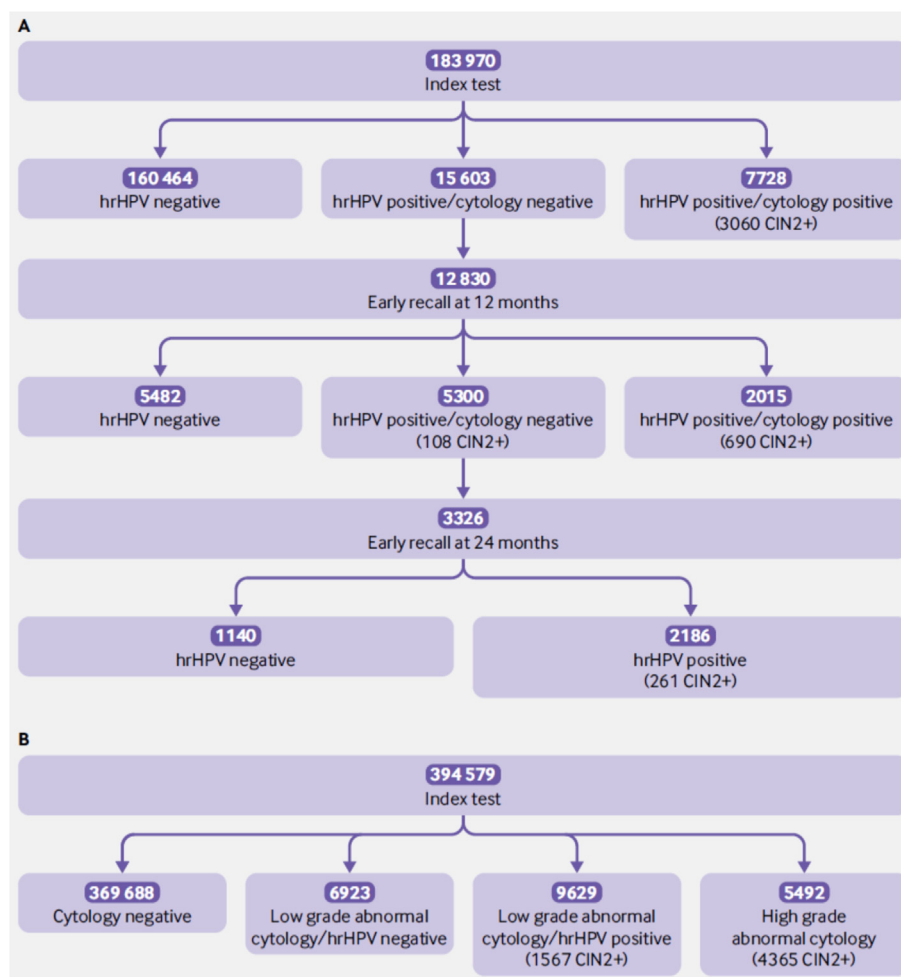 A
183 970
Index test
160 464
hrHPV negative
15 603
hrHPV positive/cytology negative
7728
hrHPV positive/cytology positive
(3060 CIN2+)
12 830
Early recall at 12 months
5482
hrHPV negative
5300
hrHPV positive/cytology negative
(108 CIN2+)
2015
hrHPV positive/cytology positive
(690 CIN2+)
3326
Early recall at 24 months
1140
hrHPV negative
2186
hrHPV positive
(261 CIN2+)
B
394 579
Index test
369 688
Cytology negative
6923
Low grade abnormal
cytology/hrHPV negative
9629
Low grade abnormal
cytology/hrHPV positive
(1567 CIN2+)
5492
High grade
abnormal cytology
(4365 CIN2+)